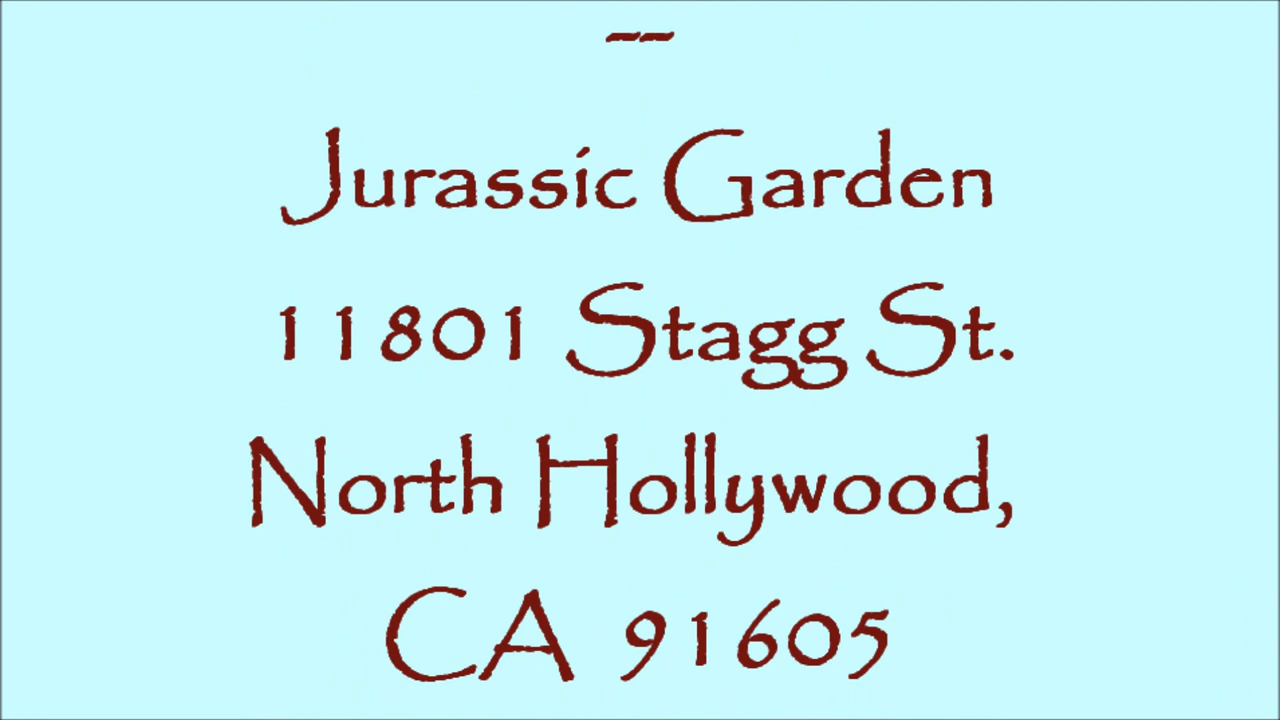 --
Jurassic Garden
11801 Stagg St.
North Hollywood,
CA 91605